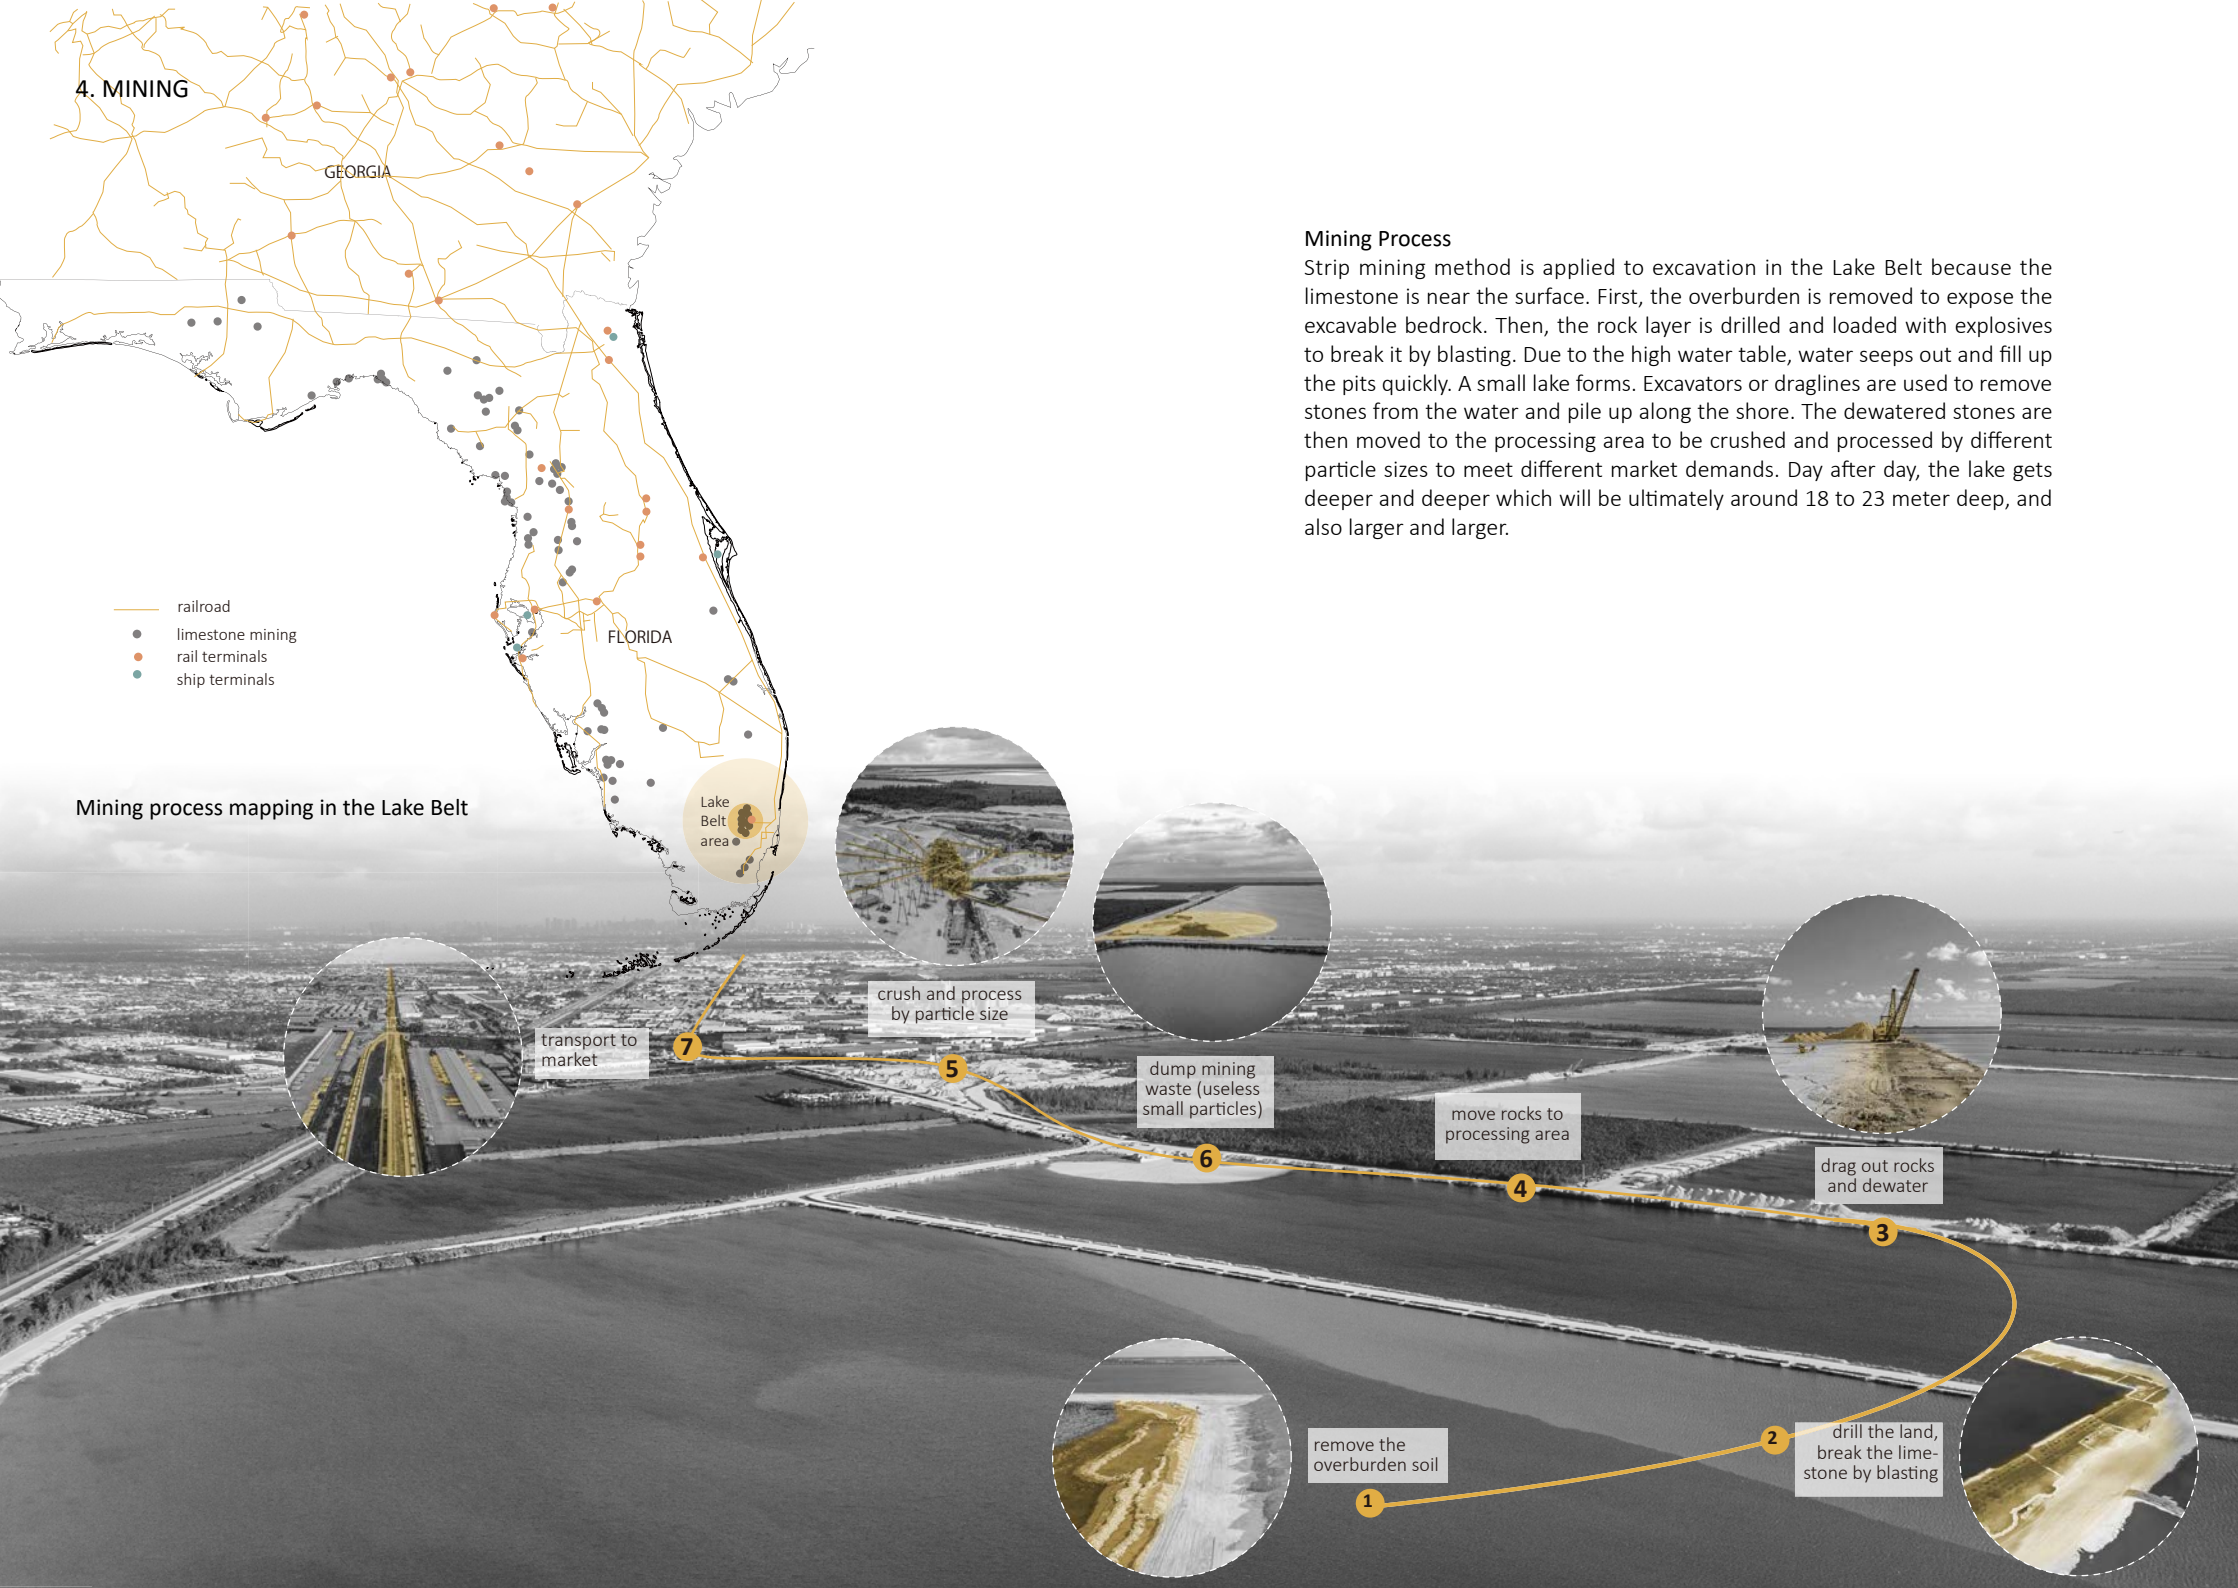 4. MINING
GEORGIA
FLORIDA
railroad
limestone mining
rail terminals
ship terminals
Lake
Belt
area
Mining Process
Strip mining method is applied to excavation in the Lake Belt because the
limestone is near the surface. First, the overburden is removed to expose the
excavable bedrock. Then, the rock layer is drilled and loaded with explosives
to break it by blasting. Due to the high water table, water seeps out and fill up
the pits quickly. A small lake forms. Excavators or draglines are used to remove
stones from the water and pile up along the shore. The dewatered stones are
then moved to the processing area to be crushed and processed by different
particle sizes to meet different market demands. Day after day, the lake gets
deeper and deeper which will be ultimately around 18 to 23 meter deep, and
also larger and larger.
Mining process mapping in the Lake Belt
transport to
market
7
crush and process
by particle size
5
dump mining
waste (useless
small particles)
6
move rocks to
processing area
4
drag out rocks
and dewater
3
drill the land,
break the lime-
stone by blasting
2
remove the
overburden soil
1